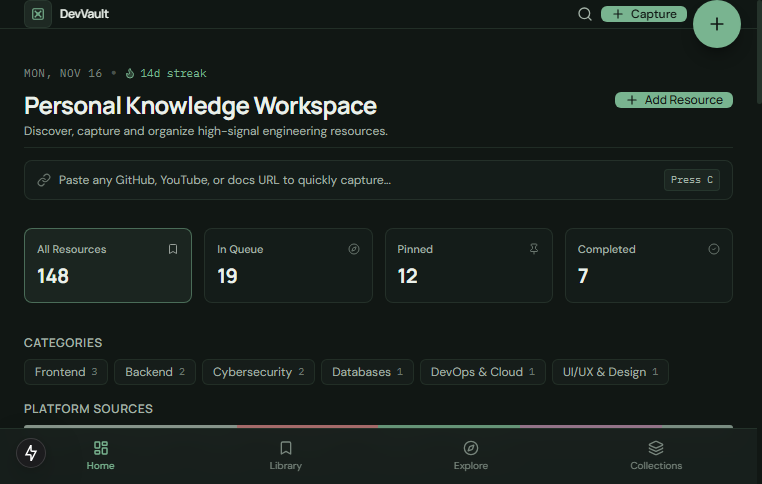 DevVault
Capture
MON, NOV 16 • 14d streak
Personal Knowledge Workspace
Add Resource
Discover, capture and organize high-signal engineering resources.
Paste any GitHub, YouTube, or docs URL to quickly capture...
Press C
All Resources
148
In Queue
19
Pinned
12
Completed
7
CATEGORIES
Frontend 3
Backend 2
Cybersecurity 2
Databases 1
DevOps & Cloud 1
UI/UX & Design 1
PLATFORM SOURCES
Home
Library
Explore
Collections